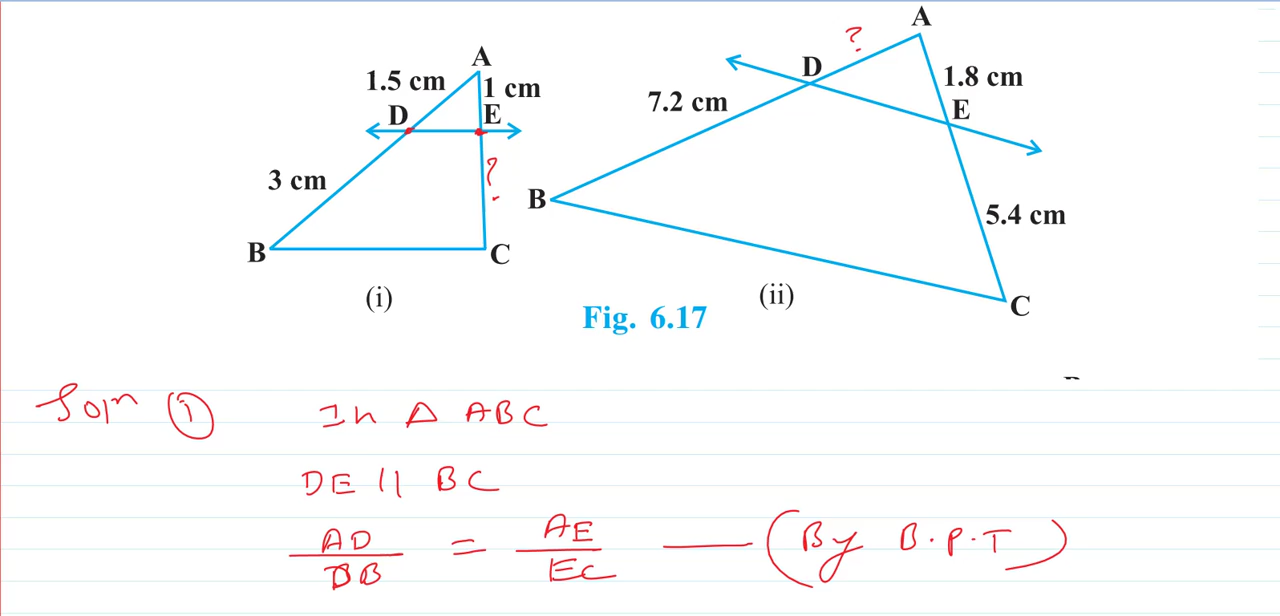 A
?
A
1.5 cm
1 cm
D
1.8 cm
D
E
7.2 cm
E
?
3 cm
B
5.4 cm
B
C
(i)
(ii)
C
Fig. 6.17
Soln (i)
In Δ ABC
DE || BC
AD/DB = AE/EC — (By B.P.T)